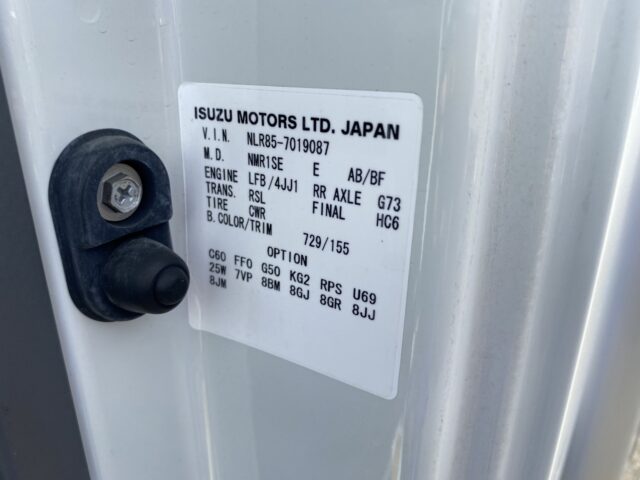 ISUZU MOTORS LTD. JAPAN
V.I.N. NLR85-7019087
M.D. NMR1SE E AB/BF
ENGINE LFB/4JJ1 RR AXLE G73
TRANS. RSL FINAL HC6
TIRE CWR
B.COLOR/TRIM 729/155
OPTION
C60 FFO G50 KG2 RPS U69
25W 7VP 8BM 8GJ 8GR 8JJ
8JM